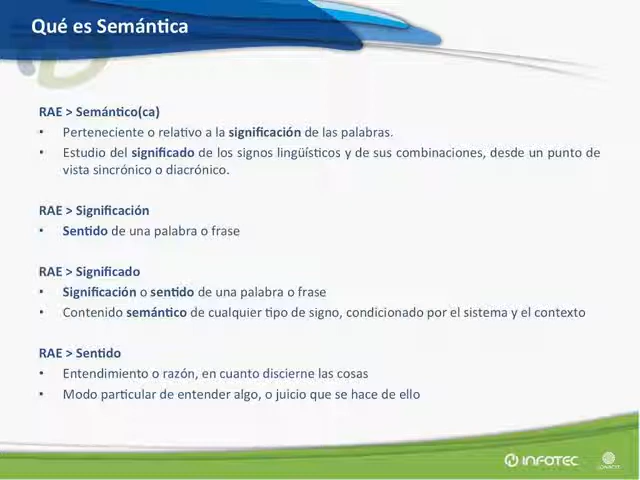 Qué es Semántica
RAE > Semántico(ca)
• Perteneciente o relativo a la significación de las palabras.
• Estudio del significado de los signos lingüísticos y de sus combinaciones, desde un punto de
vista sincrónico o diacrónico.
RAE > Significación
• Sentido de una palabra o frase
RAE > Significado
• Significación o sentido de una palabra o frase
• Contenido semántico de cualquier tipo de signo, condicionado por el sistema y el contexto
RAE > Sentido
• Entendimiento o razón, en cuanto discierne las cosas
• Modo particular de entender algo, o juicio que se hace de ello
INFOTEC